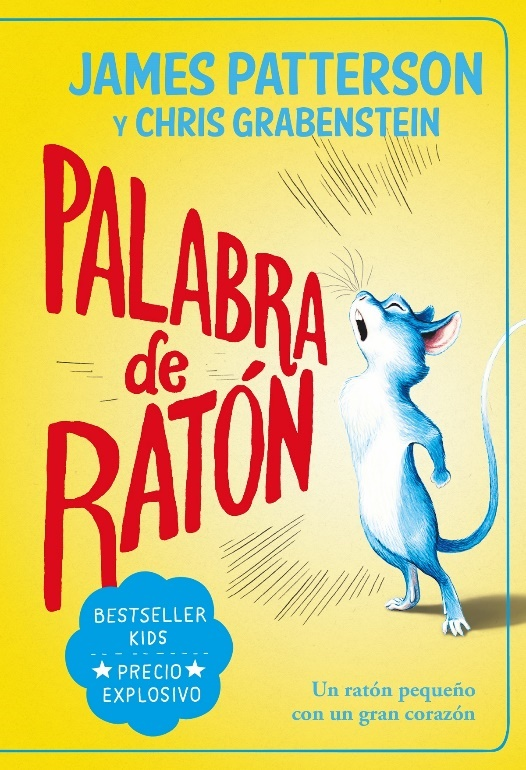 JAMES PATTERSON
Y CHRIS GRABENSTEIN
PALABRA
de
RATÓN
BESTSELLER
KIDS
PRECIO
EXPLOSIVO
Un ratón pequeño
con un gran corazón